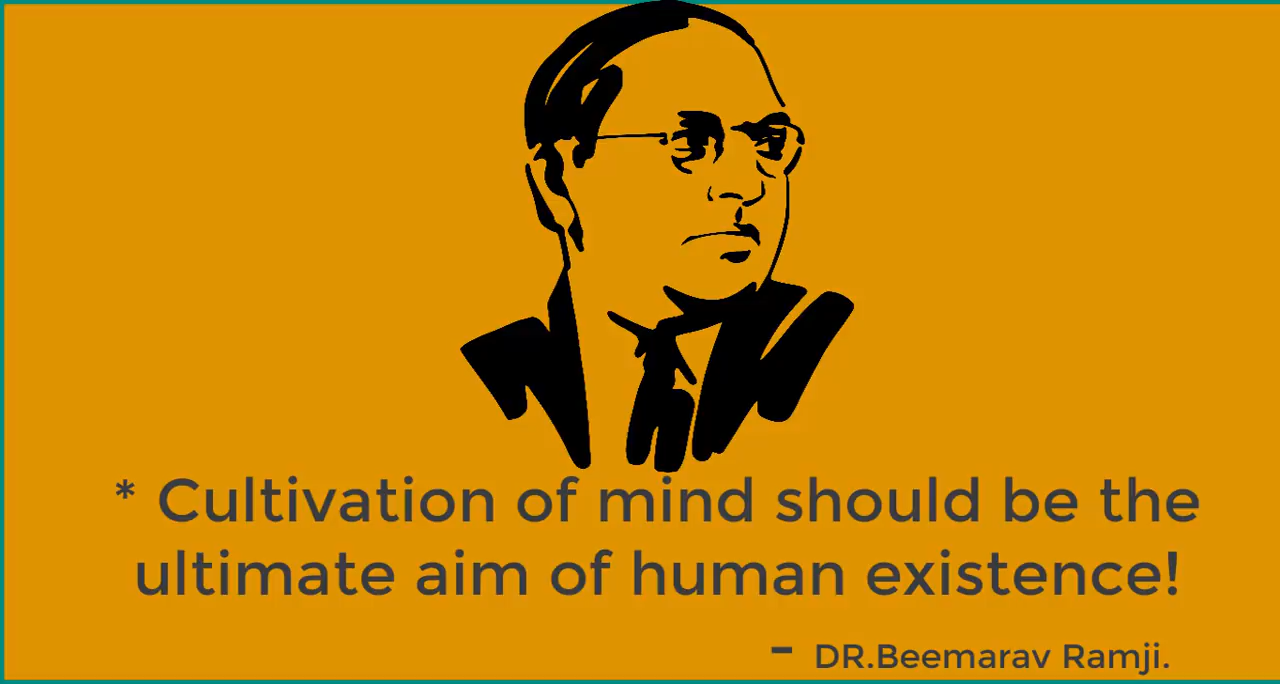 * Cultivation of mind should be the
ultimate aim of human existence!
- DR.Beemarav Ramji.